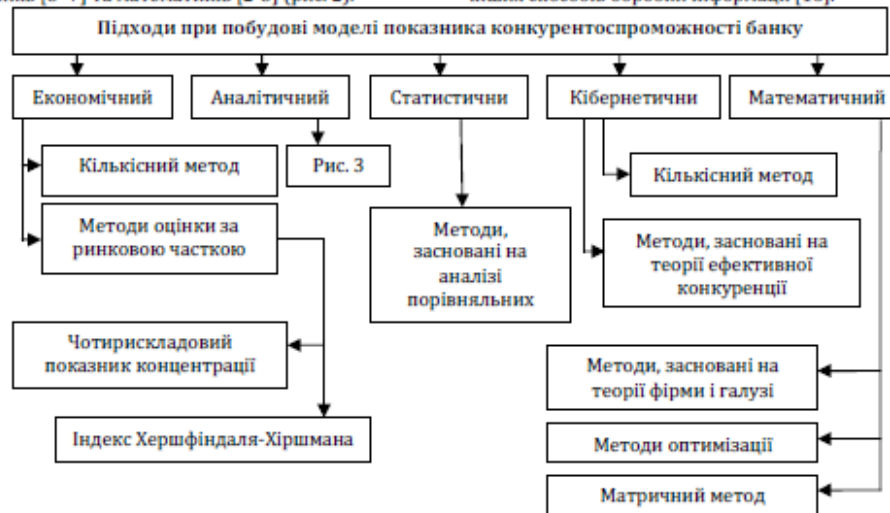 Підходи при побудові моделі показника конкурентоспроможності банку
Економічний
Аналітичний
Статистични
Кібернетични
Математичний
Кількісний метод
Рис. 3
Кількісний метод
Методи оцінки за
ринковою часткою
Методи,
засновані на
аналізі
порівняльних
Методи, засновані на
теорії ефективної
конкуренції
Чотирискладовий
показник концентрації
Методи, засновані на
теорії фірми і галузі
Індекс Хершфіндаля-Хіршмана
Методи оптимізації
Матричний метод